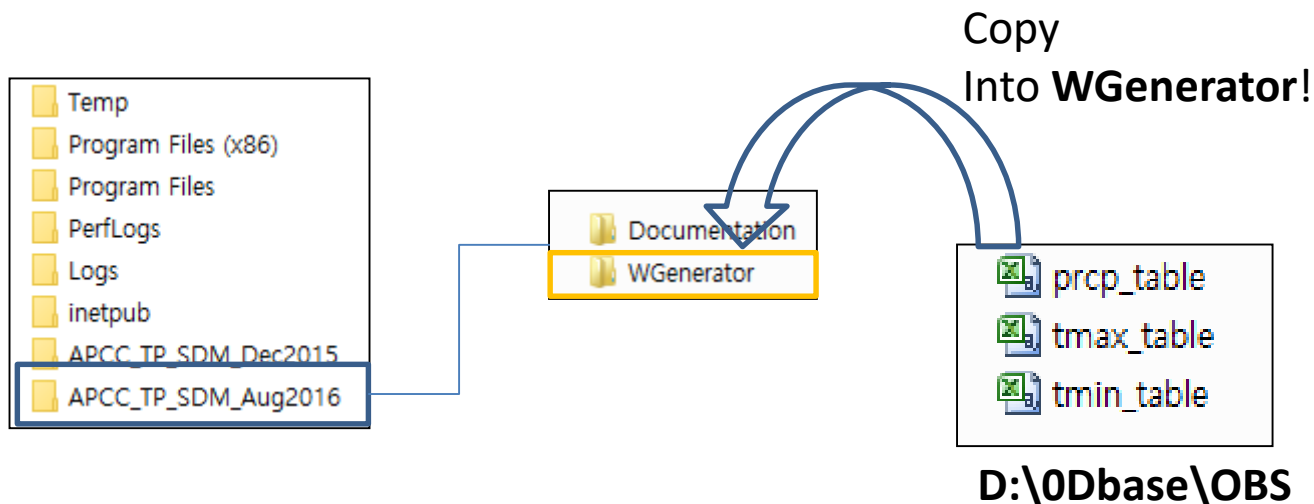 Copy
Into WGenerator!
Temp
Program Files (x86)
Program Files
PerfLogs
Logs
inetpub
APCC_TP_SDM_Dec2015
APCC_TP_SDM_Aug2016
Documentation
WGenerator
prcp_table
tmax_table
tmin_table
D:\0Dbase\OBS